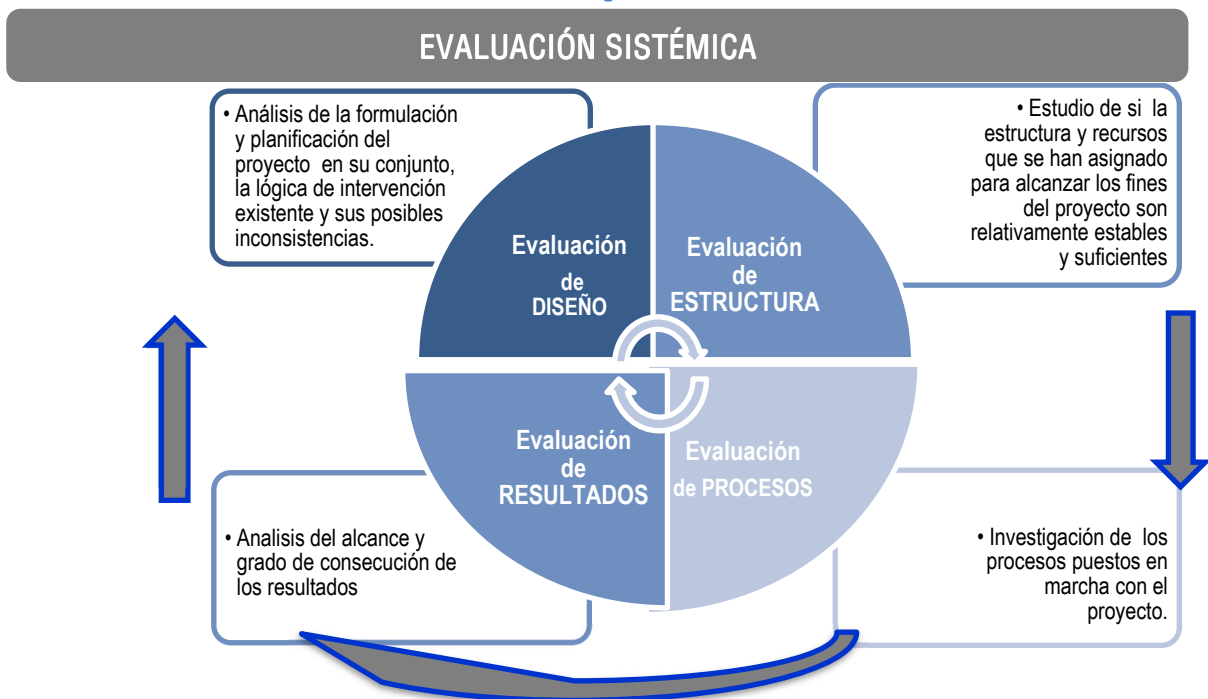 EVALUACIÓN SISTÉMICA
• Análisis de la formulación
y planificación del
proyecto en su conjunto,
la lógica de intervención
existente y sus posibles
inconsistencias.
• Estudio de si la
estructura y recursos
que se han asignado
para alcanzar los fines
del proyecto son
relativamente estables
y suficientes
Evaluación
de
DISEÑO
Evaluación
de
ESTRUCTURA
Evaluación
de
RESULTADOS
Evaluación
de PROCESOS
• Analisis del alcance y
grado de consecución de
los resultados
• Investigación de los
procesos puestos en
marcha con el
proyecto.